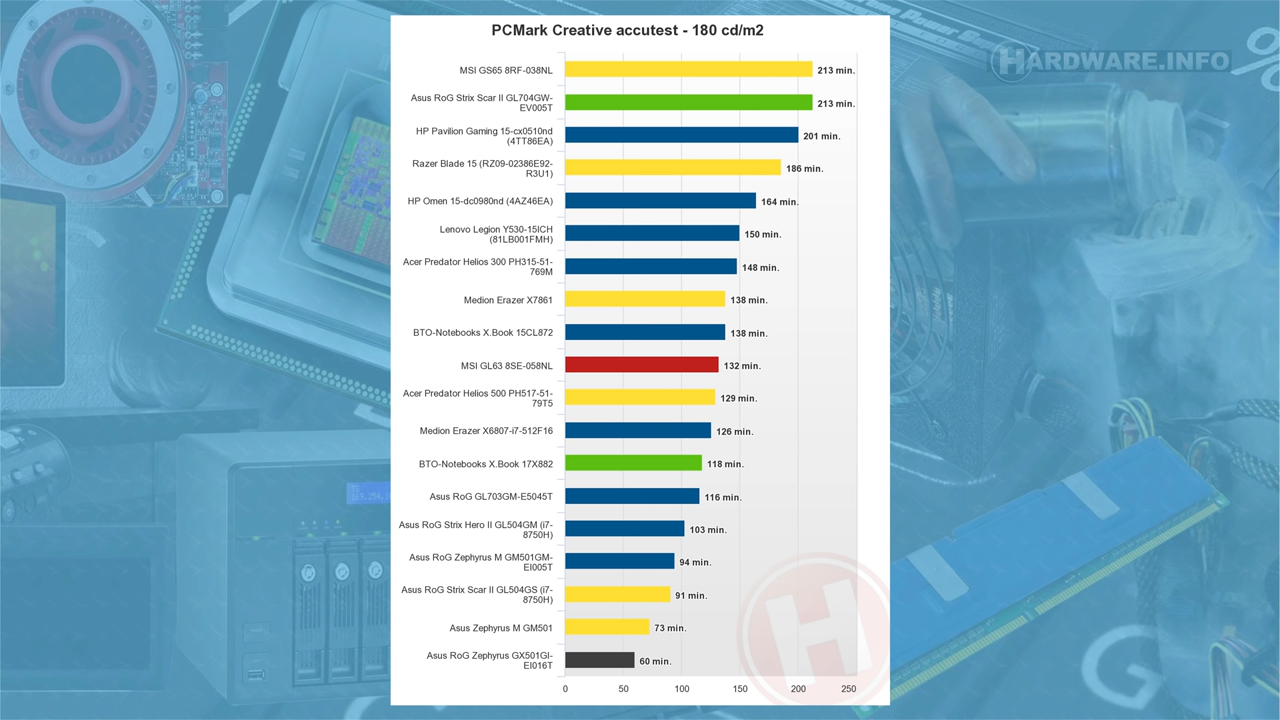 PCMark Creative accutest - 180 cd/m2
HARDWARE.INFO
MSI GS65 8RF-038NL
213 min.
Asus RoG Strix Scar II GL704GW-
EV005T
213 min.
HP Pavilion Gaming 15-cx0510nd
(4TT86EA)
201 min.
Razer Blade 15 (RZ09-02386E92-
R3U1)
186 min.
HP Omen 15-dc0980nd (4AZ46EA)
164 min.
Lenovo Legion Y530-15ICH
(81LB001FMH)
150 min.
Acer Predator Helios 300 PH315-51-
769M
148 min.
Medion Erazer X7861
138 min.
BTO-Notebooks X.Book 15CL872
138 min.
MSI GL63 8SE-058NL
132 min.
Acer Predator Helios 500 PH517-51-
79T5
129 min.
Medion Erazer X6807-i7-512F16
126 min.
BTO-Notebooks X.Book 17X882
118 min.
Asus RoG GL703GM-E5045T
116 min.
Asus RoG Strix Hero II GL504GM (i7-
8750H)
103 min.
Asus RoG Zephyrus M GM501GM-
EI005T
94 min.
Asus RoG Strix Scar II GL504GS (i7-
8750H)
91 min.
Asus Zephyrus M GM501
73 min.
Asus RoG Zephyrus GX501GI-
EI016T
60 min.
0 50 100 150 200 250
H
G
%